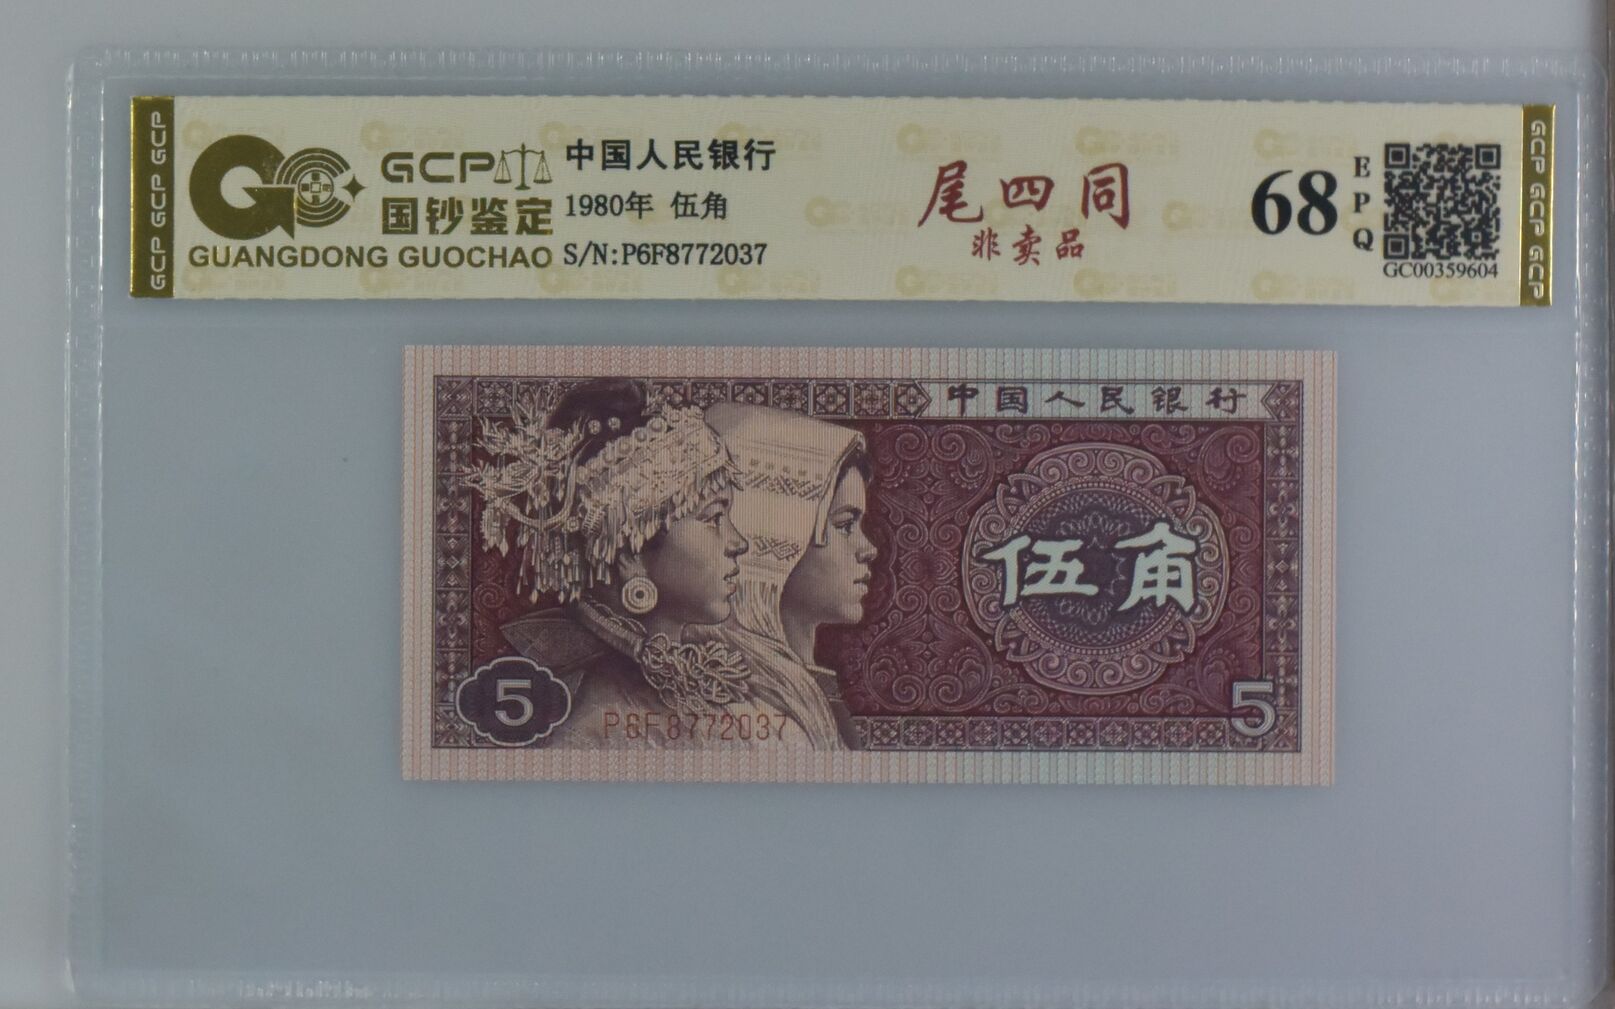 GCP GCP GCP
GCP
国钞鉴定
GUANGDONG GUOCHAO
中国人民银行
1980年 伍角
S/N:P6F8772037
尾四同
非卖品
68
EPQ
GC00359604
GCP GCP GCP
中国人民银行
伍角
5
P6F8772037
5